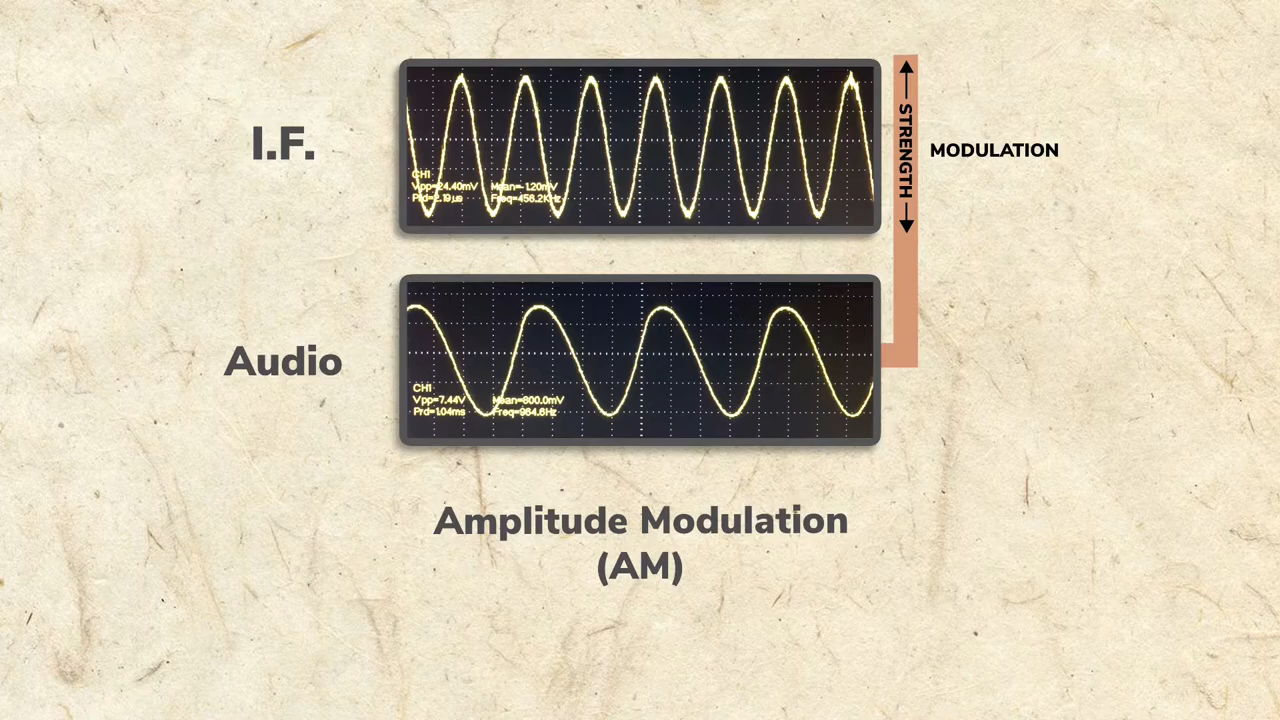 I.F.
CH1
Vpp=24.40mV Mean=-1.20mV
Prd=2.19us Freq=456.2KHz
STRENGTH
MODULATION
Audio
CH1
Vpp=7.44V Mean=800.0mV
Prd=1.04ms Freq=964.6Hz
Amplitude Modulation
(AM)